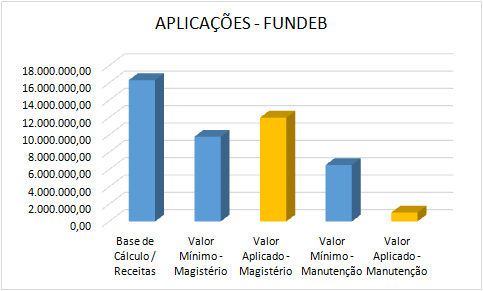 APLICAÇÕES - FUNDEB
18.000.000,00
16.000.000,00
14.000.000,00
12.000.000,00
10.000.000,00
8.000.000,00
6.000.000,00
4.000.000,00
2.000.000,00
0,00
Base de
Cálculo /
Receitas
Valor
Mínimo -
Magistério
Valor
Aplicado -
Magistério
Valor
Mínimo -
Manutenção
Valor
Aplicado -
Manutenção